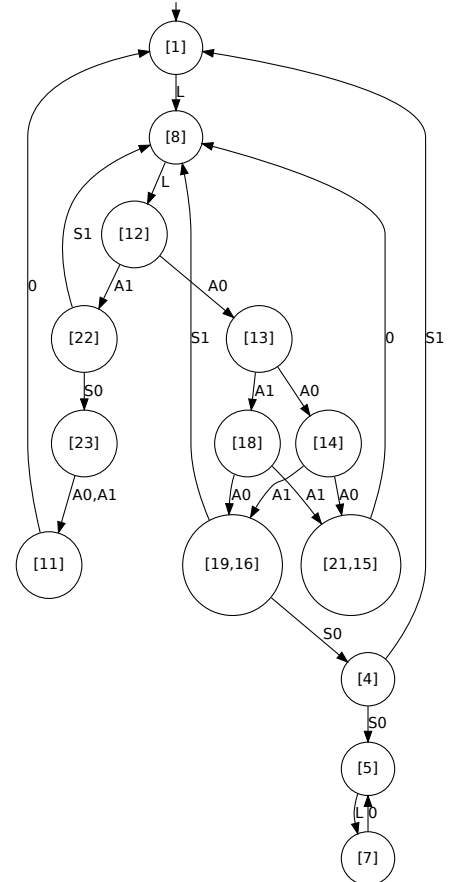 [1]
L
[8]
L
[12]
S1
A1
A0
[22]
[13]
0
S1
0
S1
S0
A1
A0
[23]
[18]
[14]
A0,A1
A0
A1
A1
A0
[11]
[19,16]
[21,15]
S0
[4]
S0
[5]
L
0
[7]